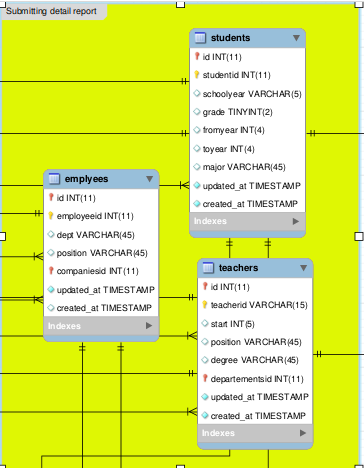 Submitting detail report
students
id INT(11)
studentid INT(11)
schoolyear VARCHAR(5)
grade TINYINT(2)
fromyear INT(4)
toyear INT(4)
major VARCHAR(45)
updated_at TIMESTAMP
created_at TIMESTAMP
Indexes
emplyees
id INT(11)
employeeid INT(11)
dept VARCHAR(45)
position VARCHAR(45)
companiesid INT(11)
updated_at TIMESTAMP
created_at TIMESTAMP
Indexes
teachers
id INT(11)
teacherid VARCHAR(15)
start INT(5)
position VARCHAR(45)
degree VARCHAR(45)
departementsid INT(11)
updated_at TIMESTAMP
created_at TIMESTAMP
Indexes